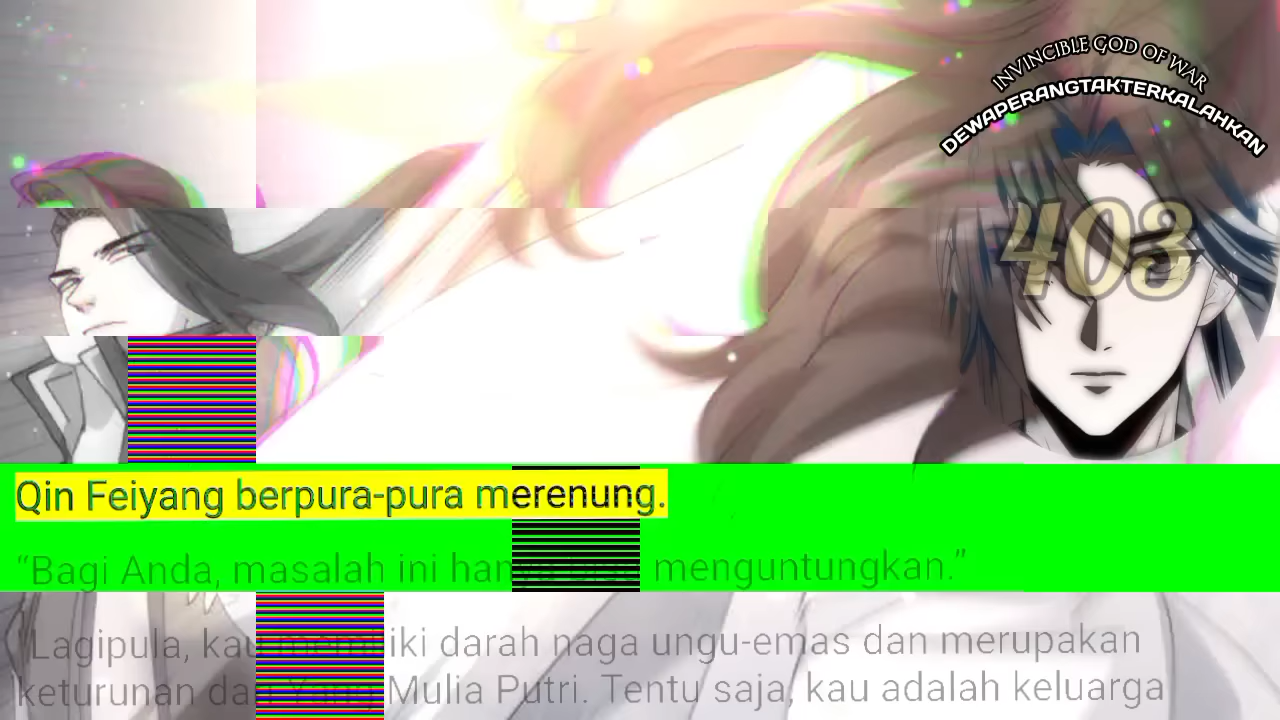 INVINCIBLE GOD OF WAR
DEWAPERANGTAKTERKALAHKAN
403
Qin Feiyang berpura-pura merenung.
“Bagi Anda, masalah ini hanya menguntungkan.”
“Lagipula, kau memiliki darah naga ungu-emas dan merupakan
keturunan dari Yang Mulia Putri. Tentu saja, kau adalah keluarga